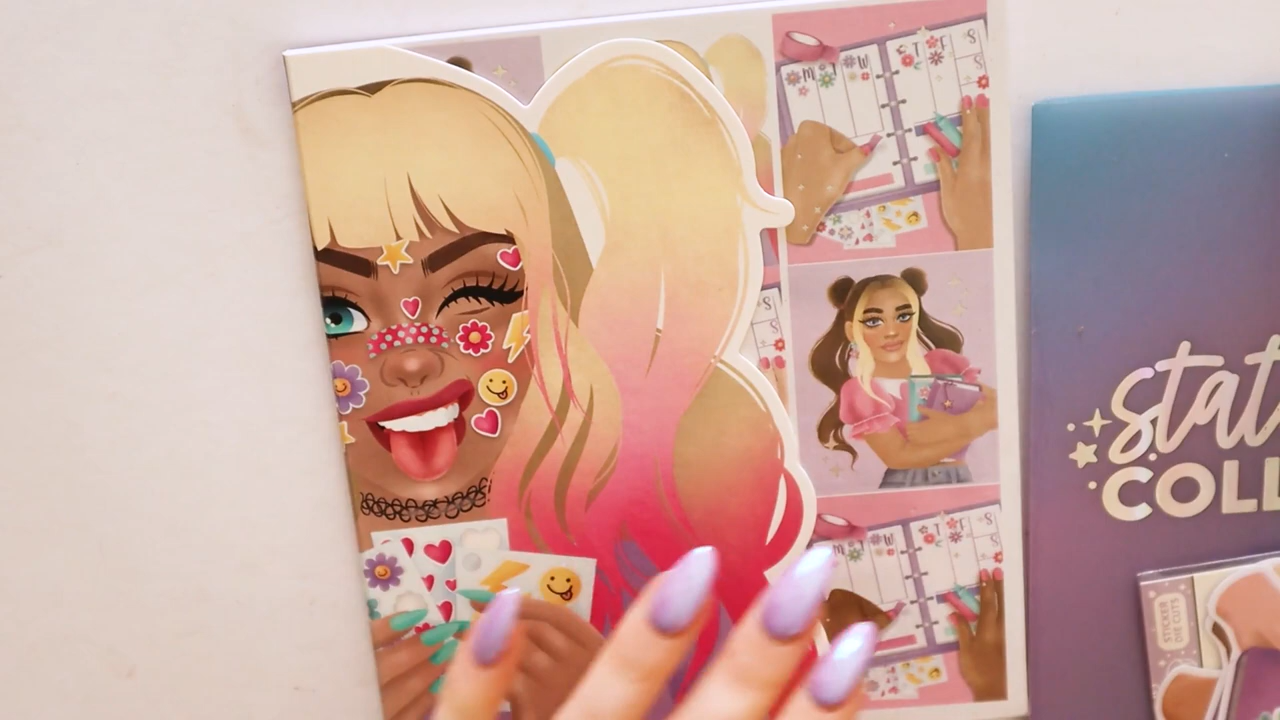 M T W T F S S
S
S
stat
COLL
STICKER
DIE CUTS
M T W T F S S